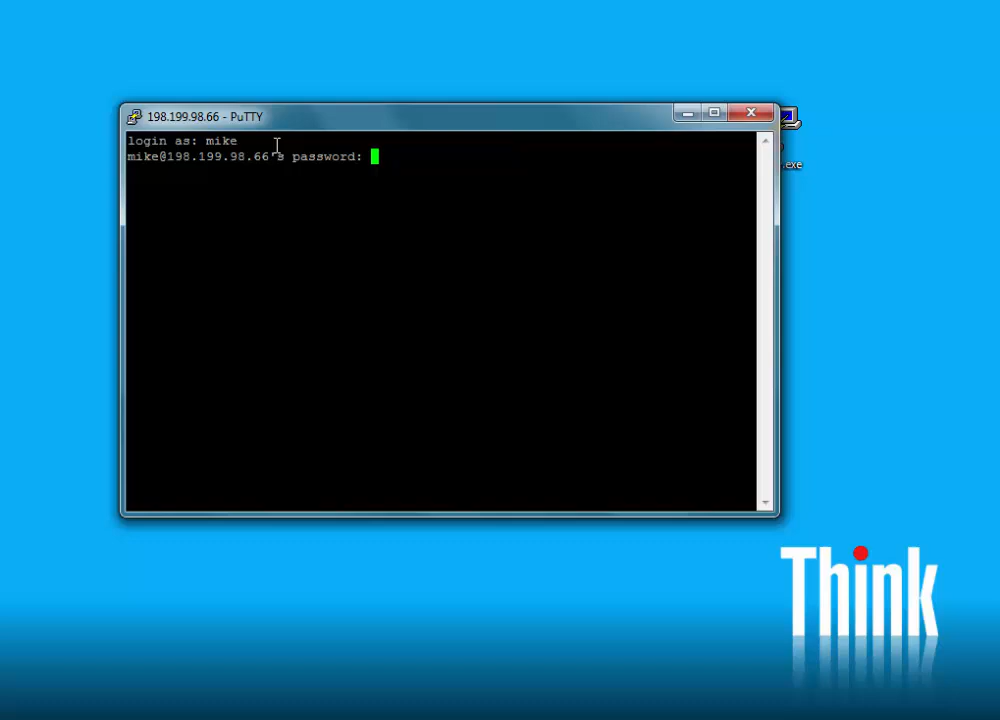 198.199.98.66 - PuTTY
login as: mike
mike@198.199.98.66's password:
.exe
Think